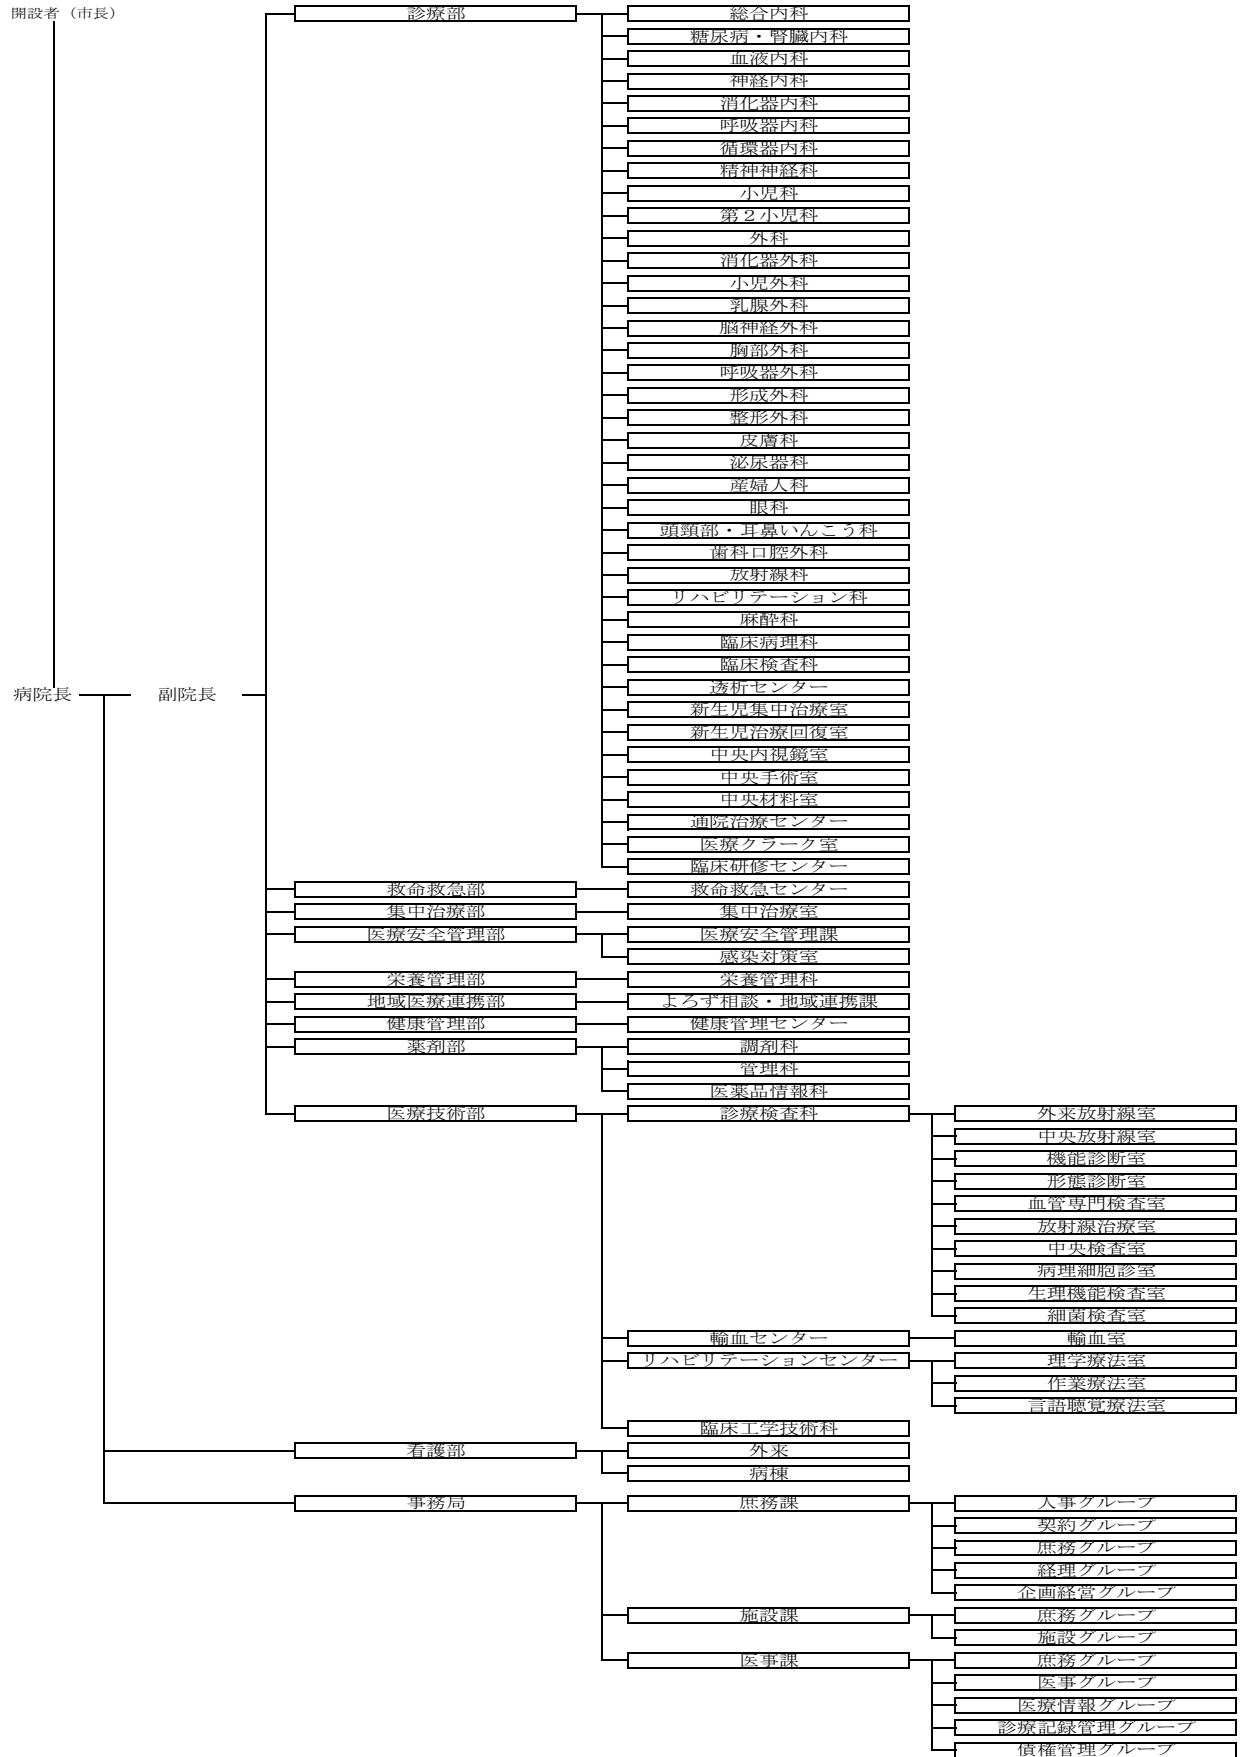 開設者（市長） 診療部 総合内科
糖尿病・腎臓内科
血液内科
神経内科
消化器内科
呼吸器内科
循環器内科
精神神経科
小児科
第２小児科
外科
消化器外科
小児外科
乳腺外科
脳神経外科
胸部外科
呼吸器外科
形成外科
整形外科
皮膚科
泌尿器科
産婦人科
眼科
頭頸部・耳鼻いんこう科
歯科口腔外科
放射線科
リハビリテーション科
麻酔科
臨床病理科
臨床検査科
透析センター
病院長 副院長
新生児集中治療室
新生児治療回復室
中央内視鏡室
中央手術室
中央材料室
通院治療センター
医療クラーク室
臨床研修センター
救命救急部 救命救急センター
集中治療部 集中治療室
医療安全管理部 医療安全管理課
感染対策室
栄養管理部 栄養管理科
地域医療連携部 よろず相談・地域連携課
健康管理部 健康管理センター
薬剤部 調剤科
管理科
医薬品情報科
医療技術部 診療検査科 外来放射線室
中央放射線室
機能診断室
形態診断室
血管専門検査室
放射線治療室
中央検査室
病理細胞診室
生理機能検査室
細菌検査室
輸血センター 輸血室
リハビリテーションセンター 理学療法室
作業療法室
言語聴覚療法室
臨床工学技術科
看護部 外来
病棟
事務局 庶務課 人事グループ
契約グループ
庶務グループ
経理グループ
企画経営グループ
施設課 庶務グループ
施設グループ
医事課 庶務グループ
医事グループ
医療情報グループ
診療記録管理グループ
債権管理グループ